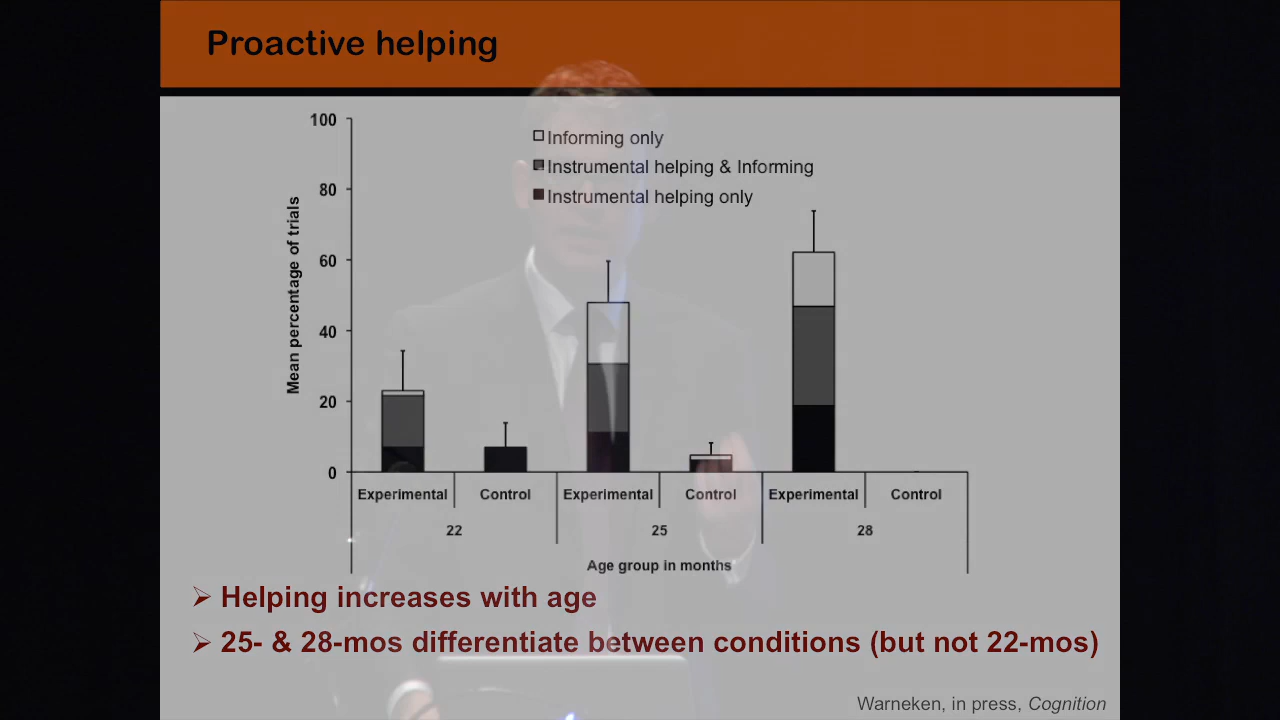 Proactive helping
100
80
60
40
20
0
Mean percentage of trials
Informing only
Instrumental helping & Informing
Instrumental helping only
Experimental Control Experimental Control Experimental Control
22 25 28
Age group in months
➢ Helping increases with age
➢ 25- & 28-mos differentiate between conditions (but not 22-mos)
Warneken, in press, Cognition